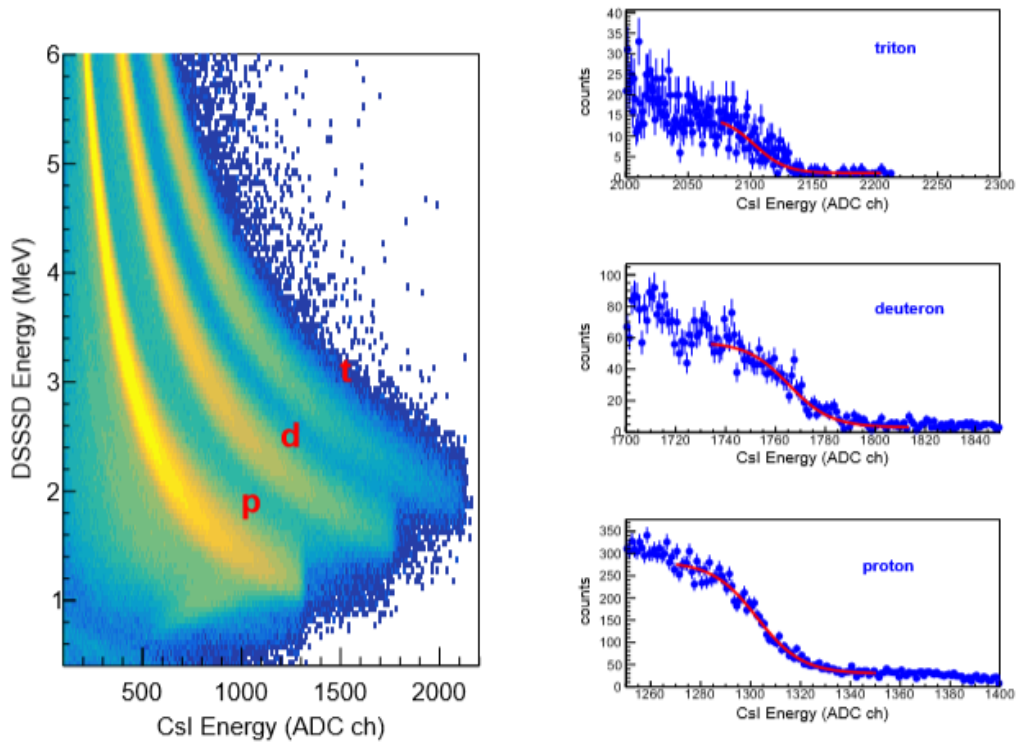 DSSSD Energy (MeV)
6
5
4
3
2
1
t
d
p
500 1000 1500 2000
CsI Energy (ADC ch)
counts
40
35
30
25
20
15
10
5
0
triton
2000 2050 2100 2150 2200 2250 2300
CsI Energy (ADC ch)
counts
100
80
60
40
20
0
deuteron
1700 1720 1740 1760 1780 1800 1820 1840
CsI Energy (ADC ch)
counts
350
300
250
200
150
100
50
0
proton
1260 1280 1300 1320 1340 1360 1380 1400
CsI Energy (ADC ch)